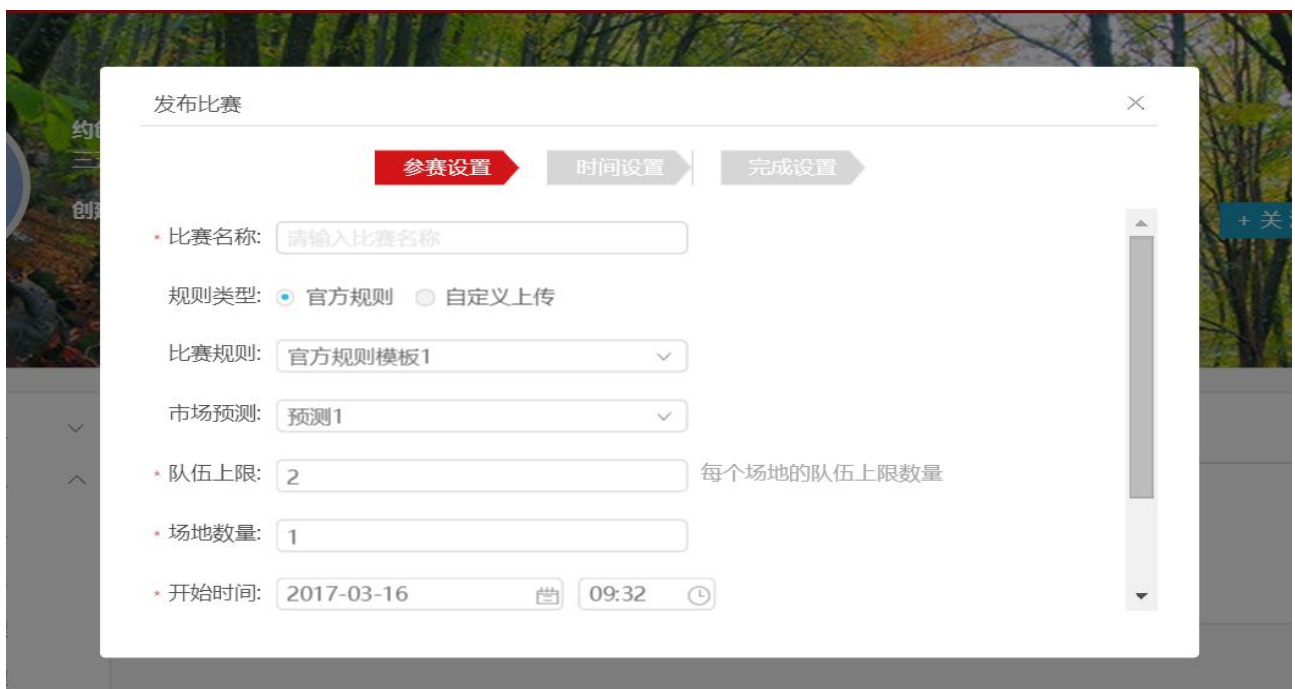 发布比赛
参赛设置 时间设置 完成设置
* 比赛名称: 请输入比赛名称
规则类型: 官方规则 自定义上传
比赛规则: 官方规则模板1
市场预测: 预测1
* 队伍上限: 2 每个场地的队伍上限数量
* 场地数量: 1
* 开始时间: 2017-03-16 09:32
约
三
创
+ 关